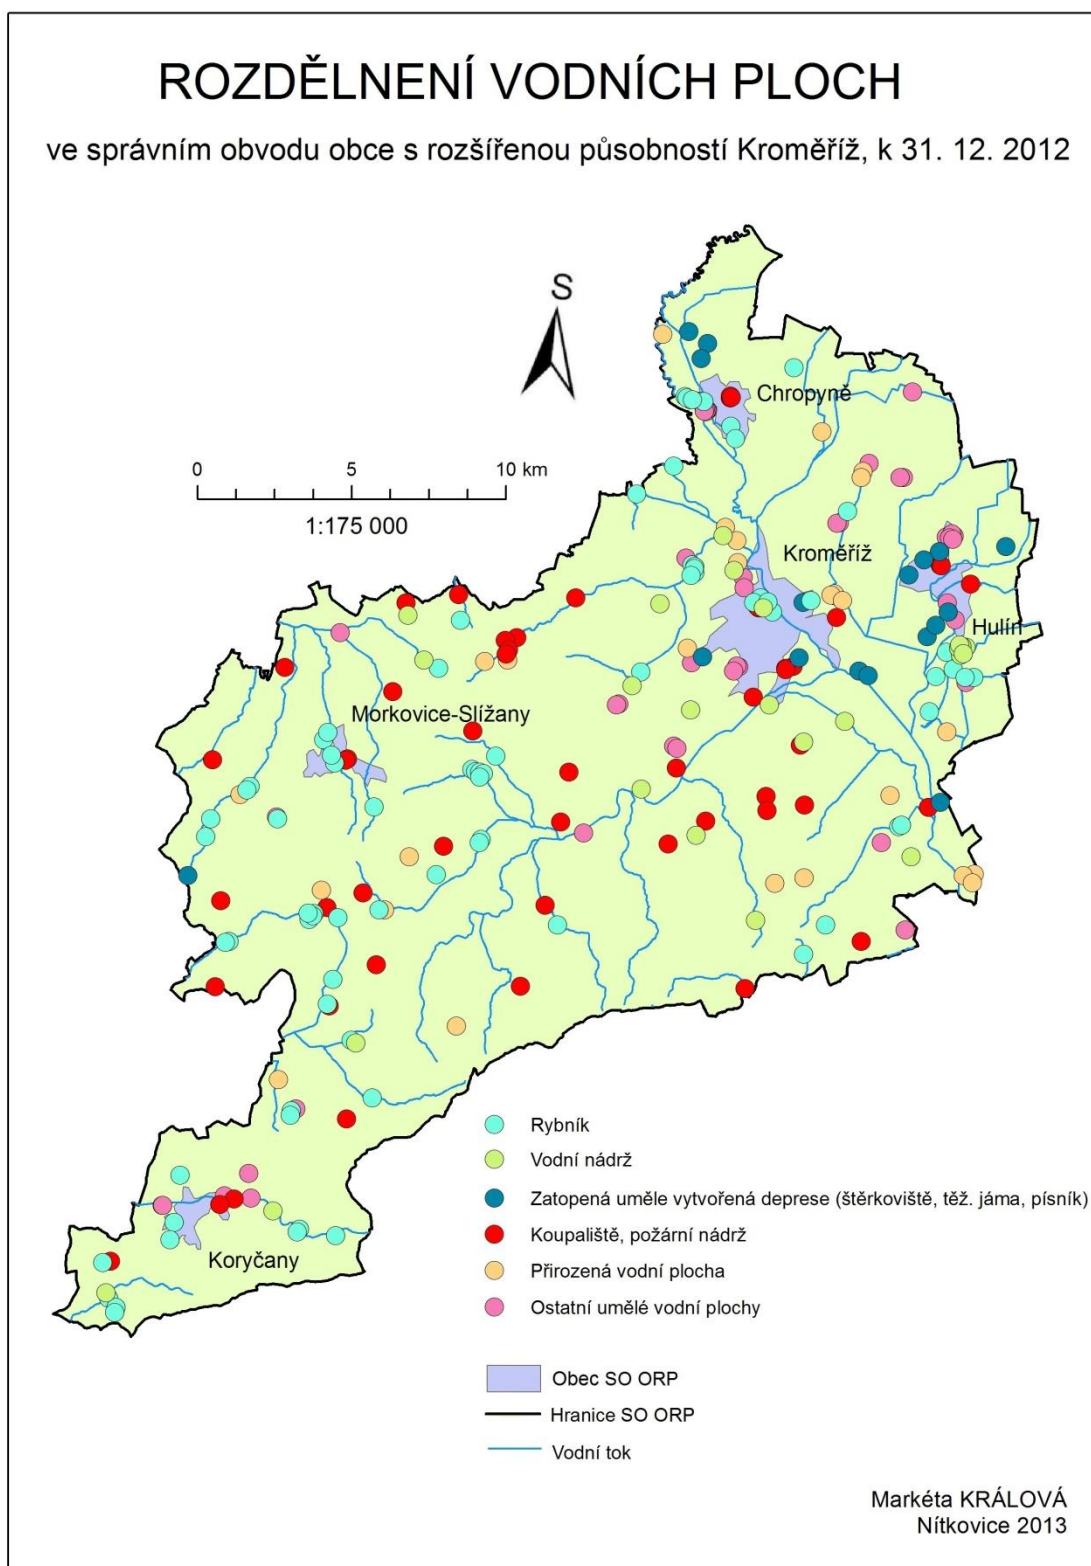 ROZDĚLNENÍ VODNÍCH PLOCH
ve správním obvodu obce s rozšířenou působností Kroměříž, k 31. 12. 2012
S
Chropyně
0 5 10 km
1:175 000
Kroměříž
Hulín
Morkovice-Slížany
Koryčany
Rybník
Vodní nádrž
Zatopená uměle vytvořená deprese (štěrkoviště, těž. jáma, písník)
Koupaliště, požární nádrž
Přirozená vodní plocha
Ostatní umělé vodní plochy
Obec SO ORP
Hranice SO ORP
Vodní tok
Markéta KRÁLOVÁ
Nítkovice 2013